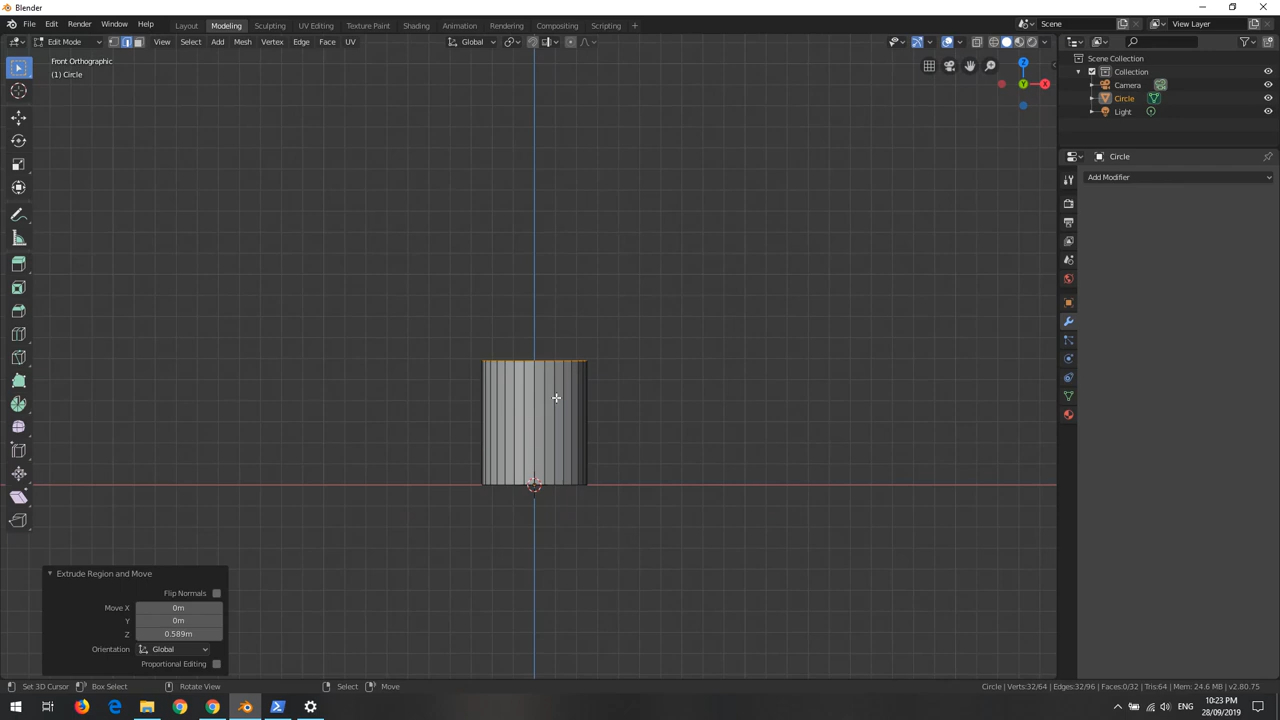 Blender
File Edit Render Window Help Layout Modeling Sculpting UV Editing Texture Paint Shading Animation Rendering Compositing Scripting + Scene View Layer
Edit Mode View Select Add Mesh Vertex Edge Face UV Global
Front Orthographic
(1) Circle
Z
Y
X
Scene Collection
Collection
Camera
Circle
Light
Circle
Add Modifier
Extrude Region and Move
Flip Normals
Move X 0m
Y 0m
Z 0.589m
Orientation Global
Proportional Editing
Set 3D Cursor Box Select Rotate View Select Move Circle | Verts:32/64 | Edges:32/96 | Faces:0/32 | Tris:64 | Mem: 24.6 MB | v2.80.75
ENG
10:23 PM
28/09/2019